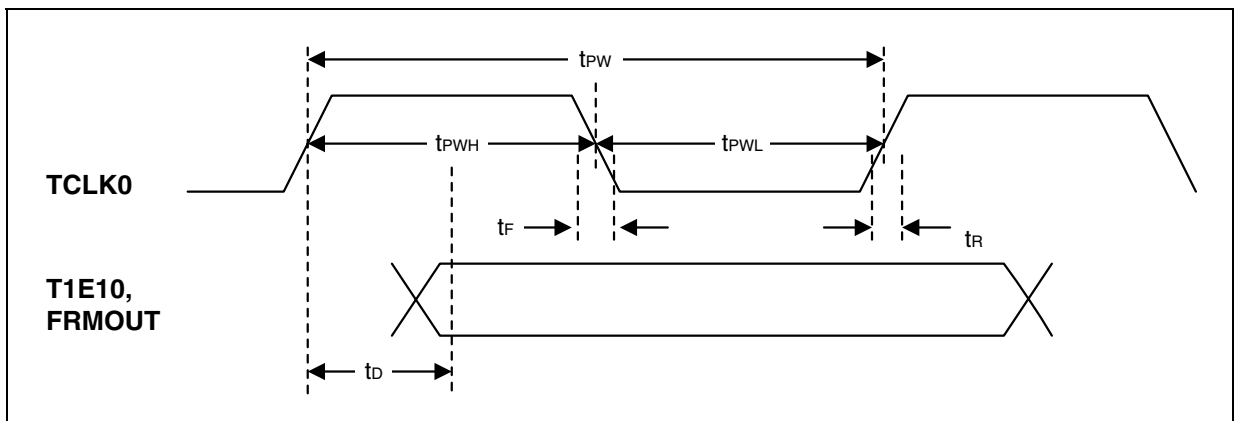 tPW
tPWH
tPWL
TCLK0
tF
tR
T1E10,
FRMOUT
tD